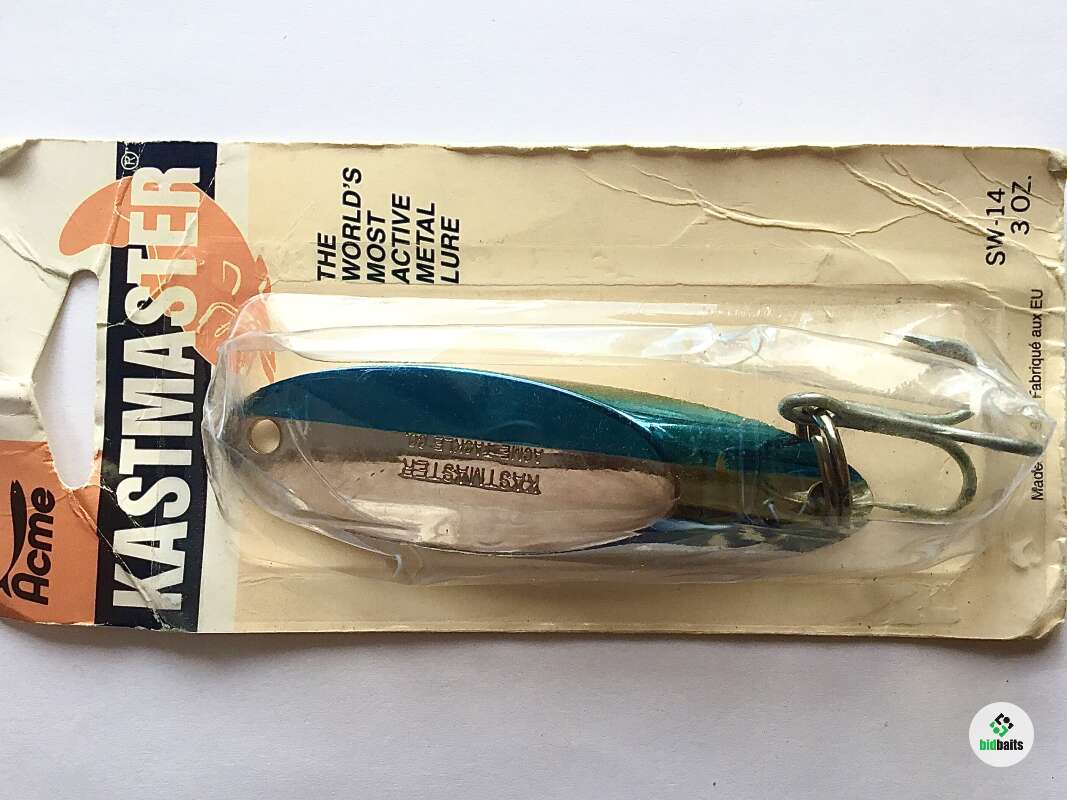 Acme
KASTMASTER®
THE
WORLD'S
MOST
ACTIVE
METAL
LURE
KASTMASTER
ACME TACKLE CO.
SW-14
3 OZ.
Made Fabriqué aux EU
bidbaits